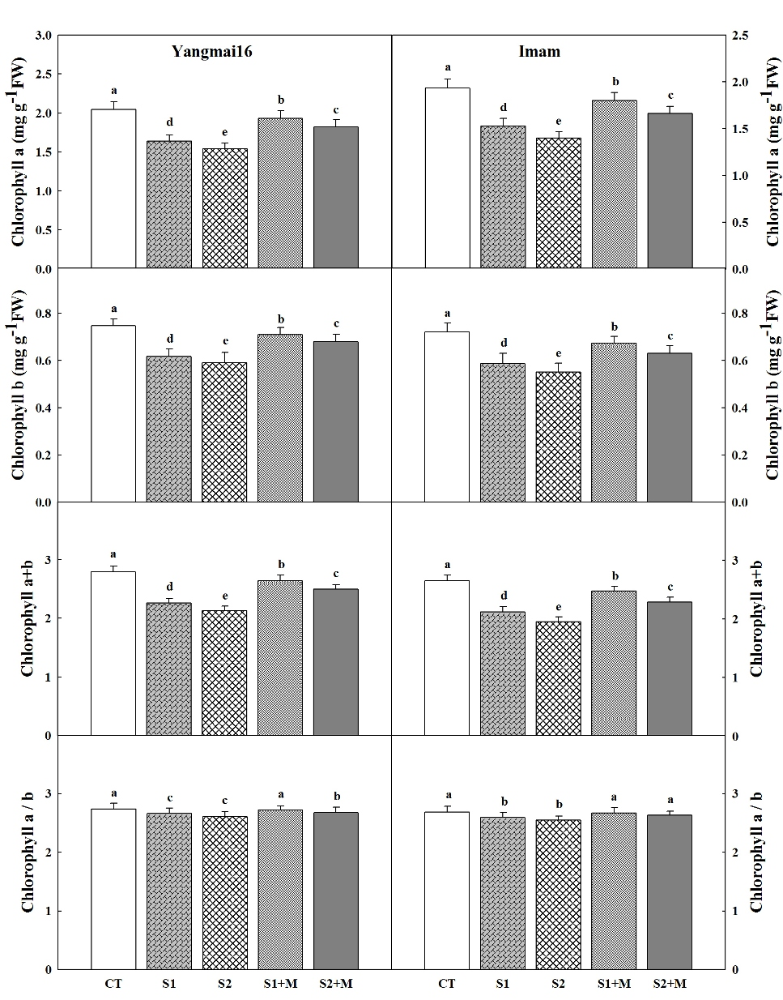 Yangmai16
Imam
Chlorophyll a (mg g-1FW)
3.0
2.5
2.0
1.5
1.0
0.5
0.0
a
d
e
b
c
a
d
e
b
c
2.5
2.0
1.5
1.0
0.5
0.0
Chlorophyll a (mg g-1FW)
Chlorophyll b (mg g-1FW)
0.8
0.6
0.4
0.2
0.0
a
d
e
b
c
a
d
e
b
c
0.8
0.6
0.4
0.2
0.0
Chlorophyll b (mg g-1FW)
Chlorophyll a+b
3
2
1
0
a
d
e
b
c
a
d
e
b
c
3
2
1
0
Chlorophyll a+b
Chlorophyll a / b
3
2
1
0
a
c
c
a
b
a
b
b
a
a
3
2
1
0
Chlorophyll a / b
CT S1 S2 S1+M S2+M CT S1 S2 S1+M S2+M